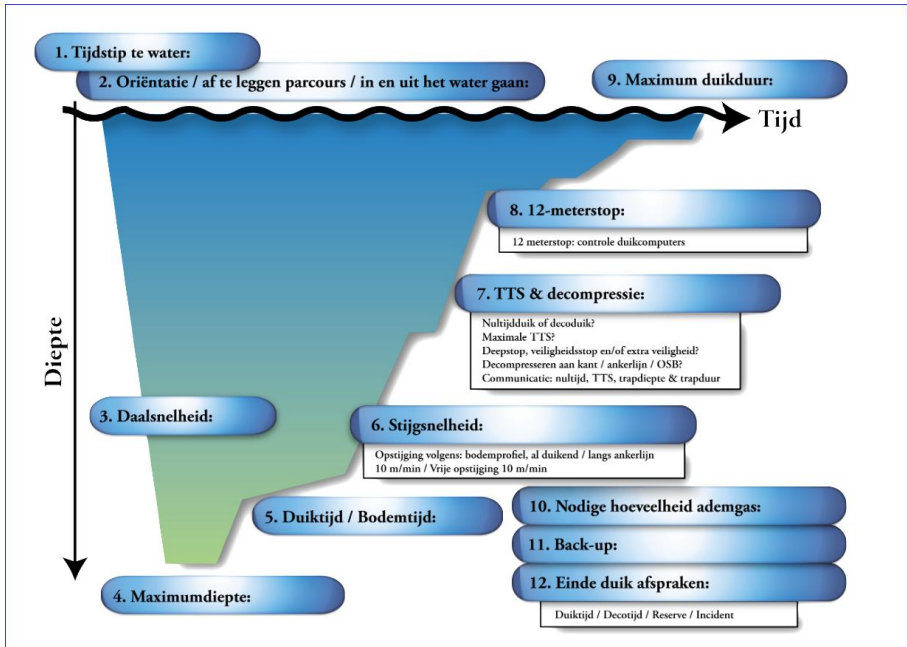 1. Tijdstip te water:
2. Oriëntatie / af te leggen parcours / in en uit het water gaan:
9. Maximum duikduur:
Tijd
Diepte
8. 12-meterstop:
12 meterstop: controle duikcomputers
7. TTS & decompressie:
Nultijdduik of decoduik?
Maximale TTS?
Deepstop, veiligheidsstop en/of extra veiligheid?
Decompresseren aan kant / ankerlijn / OSB?
Communicatie: nultijd, TTS, trapdiepte & trapduur
3. Daalsnelheid:
6. Stijgsnelheid:
Opstijging volgens: bodemprofiel, al duikend / langs ankerlijn
10 m/min / Vrije opstijging 10 m/min
5. Duiktijd / Bodemtijd:
4. Maximumdiepte:
10. Nodige hoeveelheid ademgas:
11. Back-up:
12. Einde duik afspraken:
Duiktijd / Decotijd / Reserve / Incident